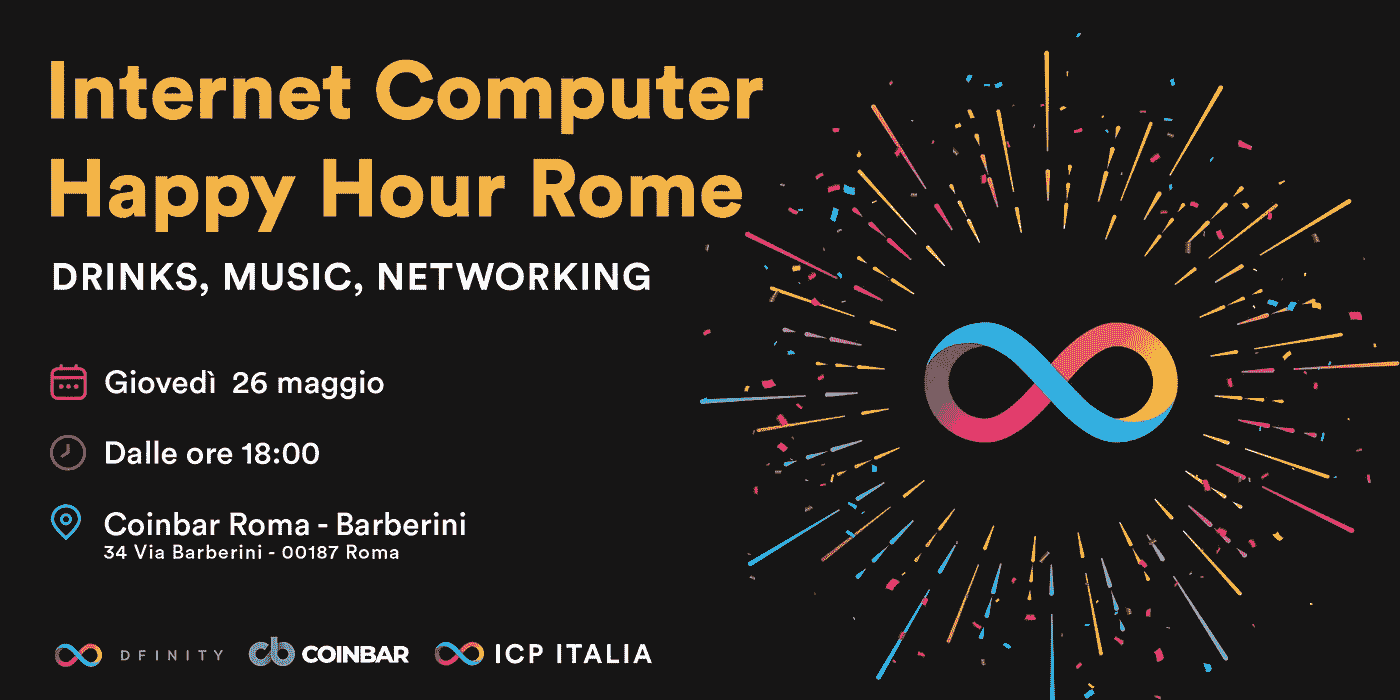 Internet Computer
Happy Hour Rome
DRINKS, MUSIC, NETWORKING
Giovedì 26 maggio
Dalle ore 18:00
Coinbar Roma - Barberini
34 Via Barberini - 00187 Roma
DFINITY cb COINBAR ICP ITALIA